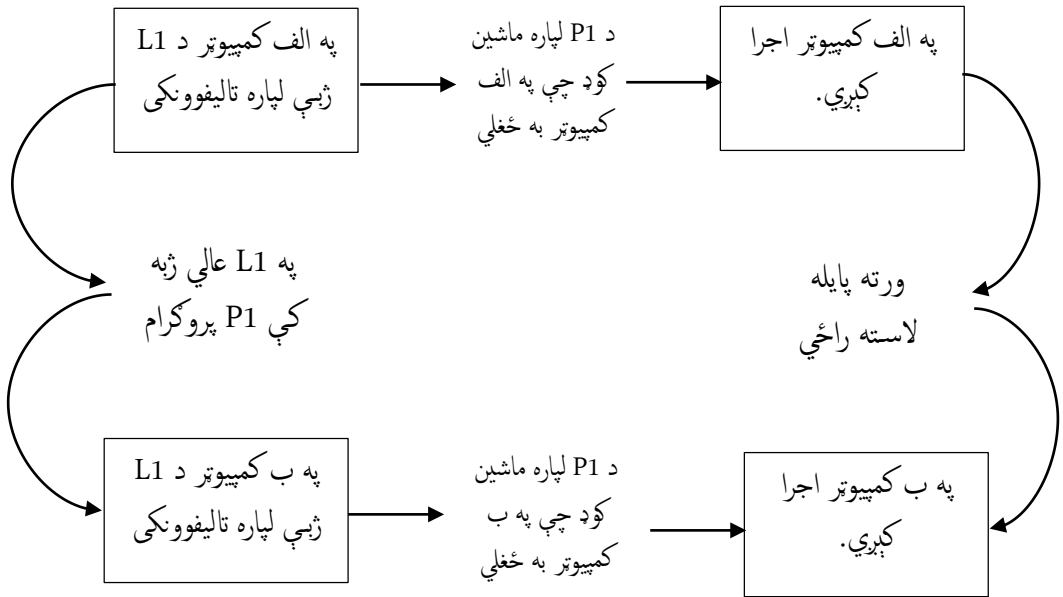 په الف کمپیوټر د L1
ژبې لپاره تالیفوونکی
د P1 لپاره ماشین
کوډ چې په الف
کمپیوټر به ځغلي
په الف کمپیوټر اجرا
کېږي.
په L1 عالي ژبه
کې P1 پروګرام
ورته پایله
لاسته راځي
په ب کمپیوټر د L1
ژبې لپاره تالیفوونکی
د P1 لپاره ماشین
کوډ چې په ب
کمپیوټر به ځغلي
په ب کمپیوټر اجرا
کېږي.